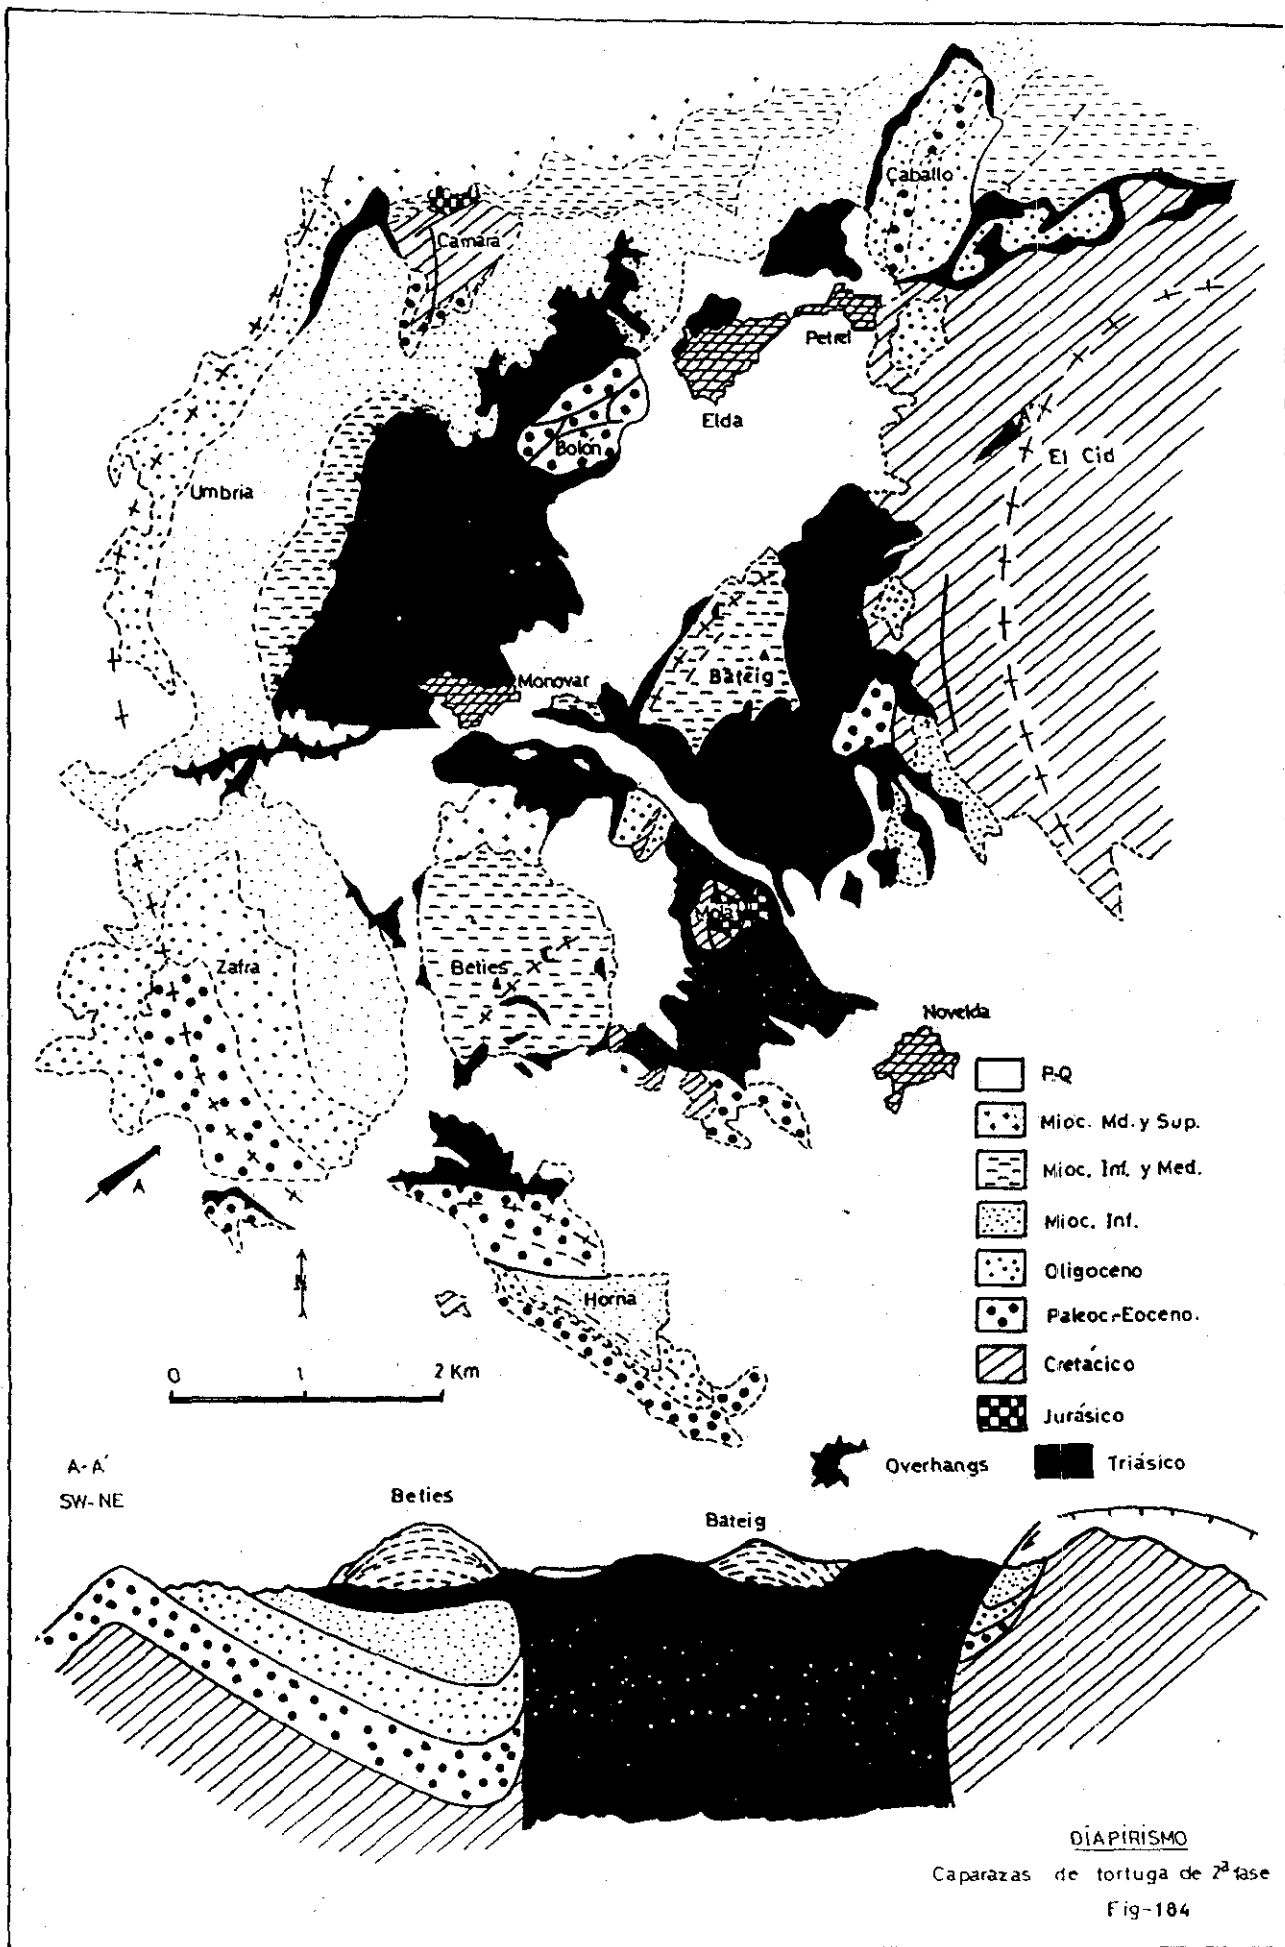 Caballo
Camara
Petrel
Elda
Bolón
A'
El Cid
Umbria
Monovar
Bateig
Mola
Zafra
Beties
Novelda
A
N
Horna
0 1 2 Km
P-Q
Mioc. Md. y Sup.
Mioc. Inf. y Med.
Mioc. Inf.
Oligoceno
Paleoc.-Eoceno.
Cretácico
Jurásico
Overhangs
Triásico
A-A'
SW-NE
Beties
Bateig
DIAPIRISMO
Caparazas de tortuga de 2ª fase
Fig-184